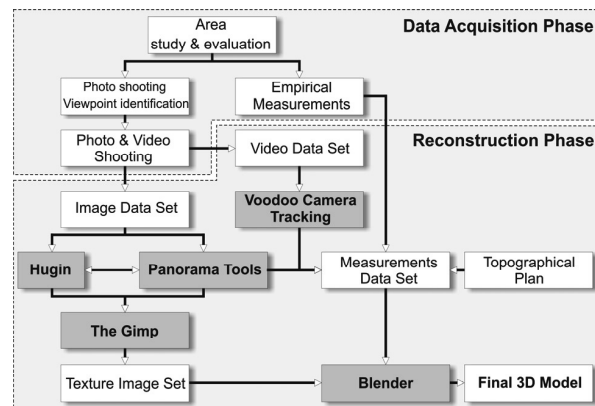 Area
study & evaluation
Data Acquisition Phase
Photo shooting
Viewpoint identification
Empirical
Measurements
Photo & Video
Shooting
Video Data Set
Reconstruction Phase
Image Data Set
Voodoo Camera
Tracking
Hugin
Panorama Tools
Measurements
Data Set
Topographical
Plan
The Gimp
Texture Image Set
Blender
Final 3D Model